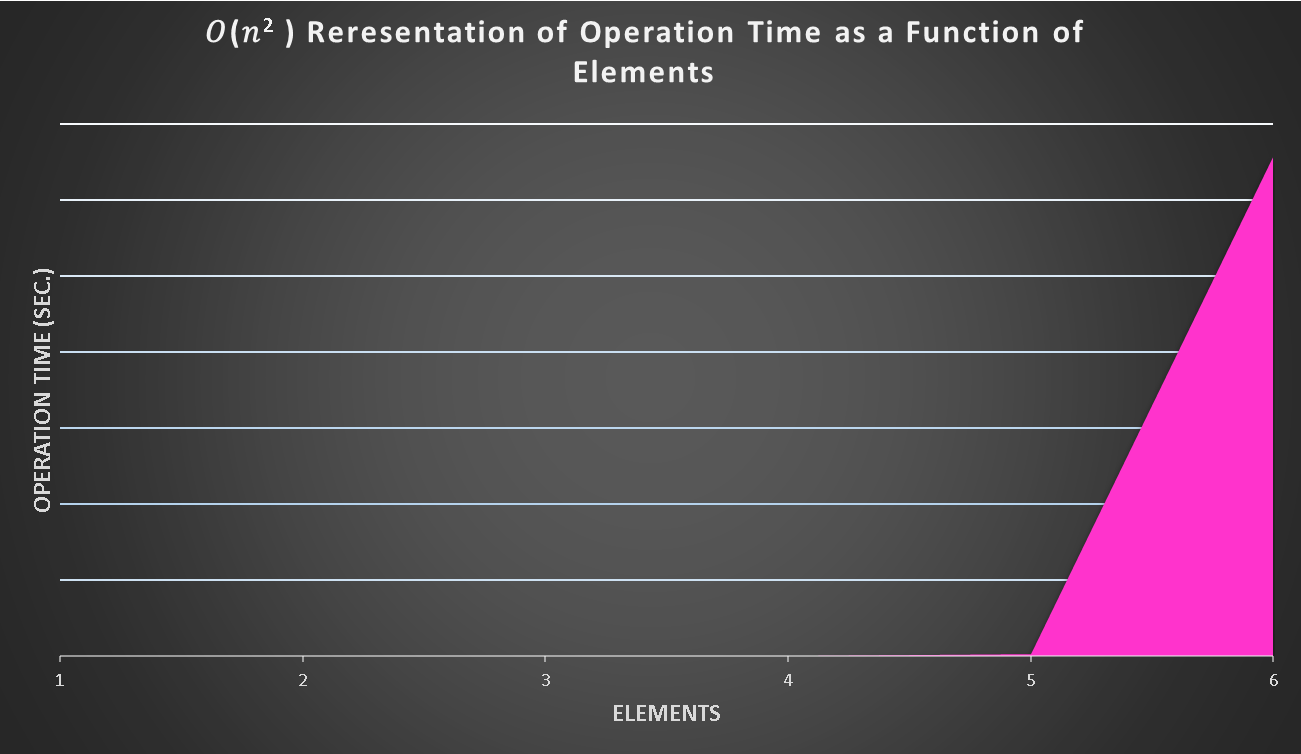 O(n² ) Reresentation of Operation Time as a Function of
Elements
OPERATION TIME (SEC.)
1 2 3 4 5 6
ELEMENTS